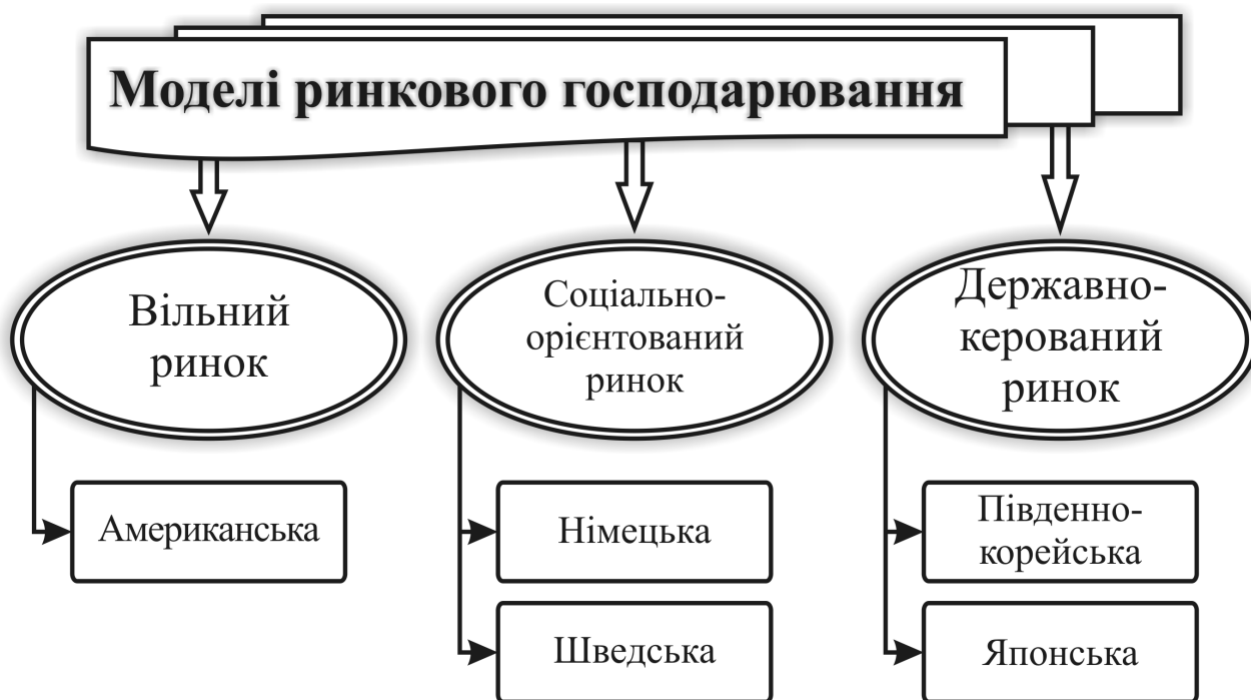 Моделі ринкового господарювання
Вільний
ринок
Соціально-
орієнтований
ринок
Державно-
керований
ринок
Американська
Німецька
Шведська
Південно-
корейська
Японська